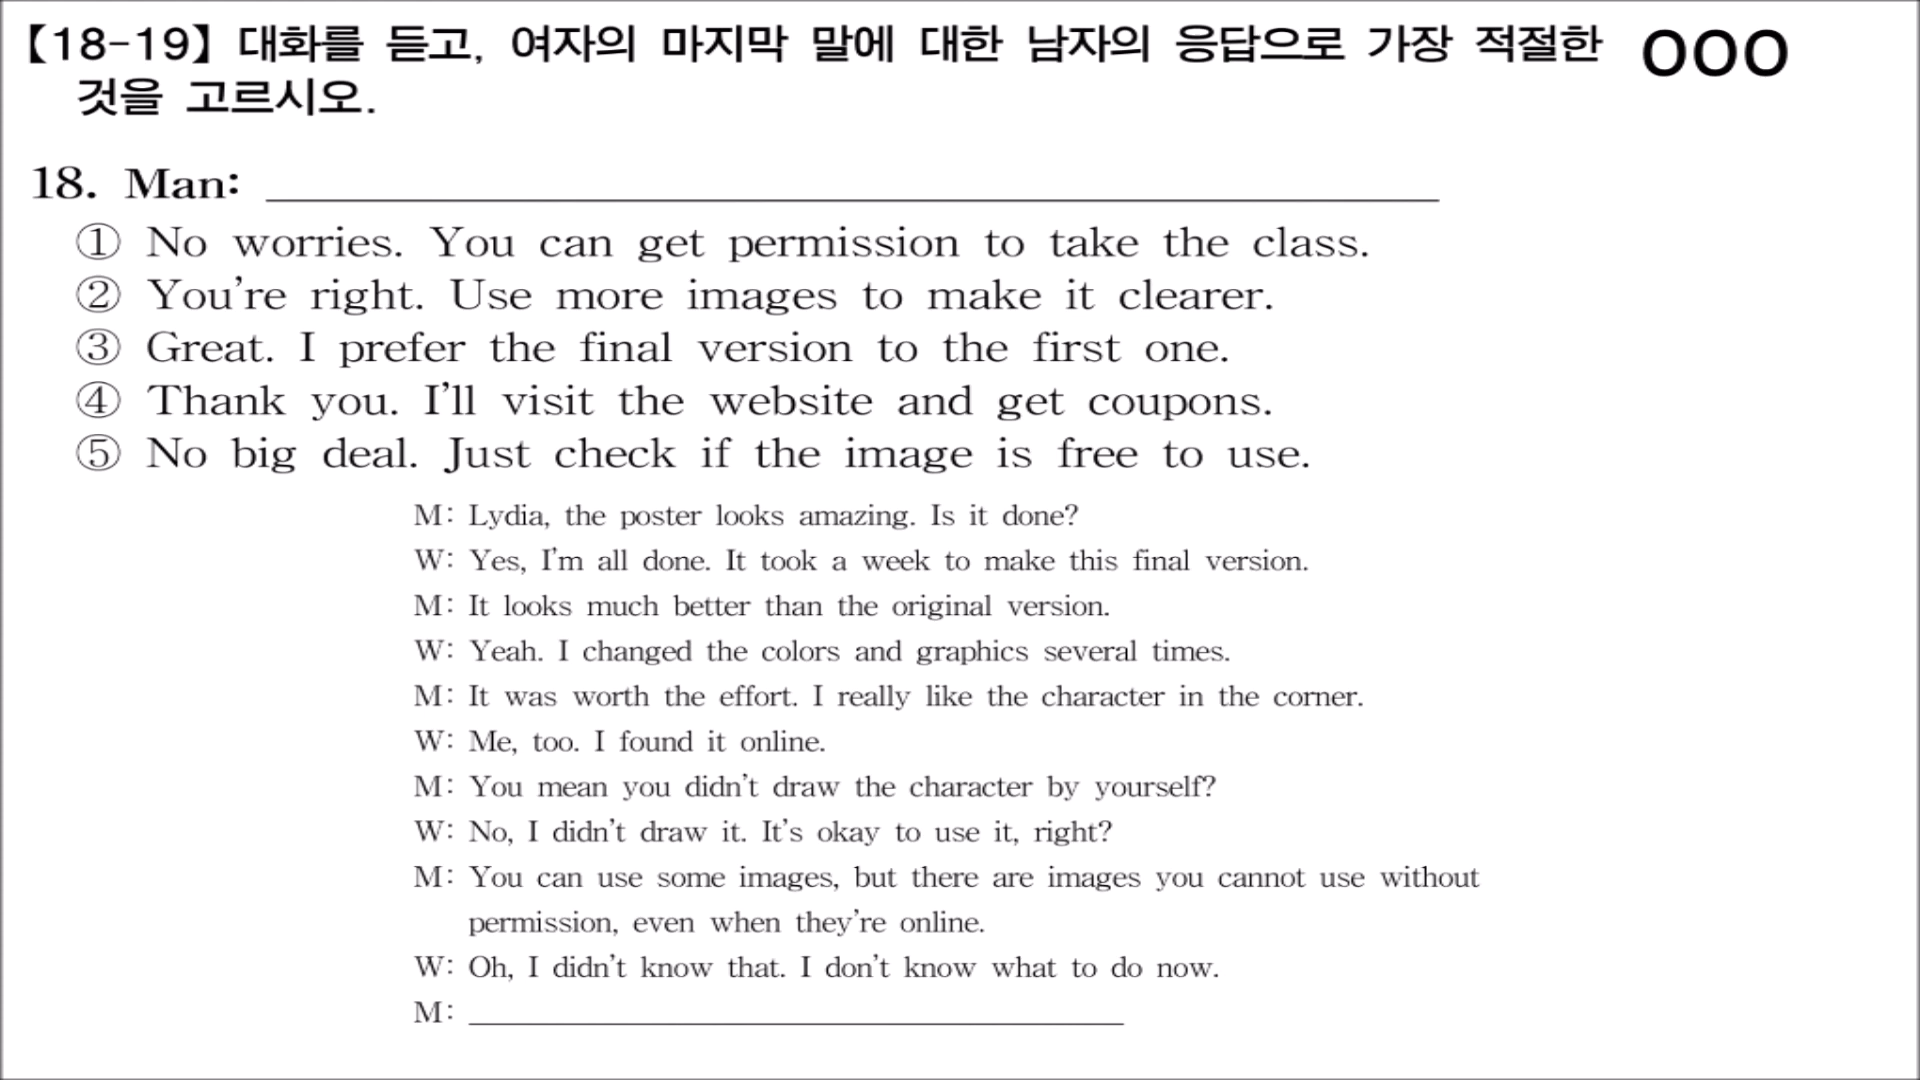 【18-19】 대화를 듣고, 여자의 마지막 말에 대한 남자의 응답으로 가장 적절한 OOO
것을 고르시오.
18. Man: ______
① No worries. You can get permission to take the class.
② You're right. Use more images to make it clearer.
③ Great. I prefer the final version to the first one.
④ Thank you. I'll visit the website and get coupons.
⑤ No big deal. Just check if the image is free to use.
M: Lydia, the poster looks amazing. Is it done?
W: Yes, I'm all done. It took a week to make this final version.
M: It looks much better than the original version.
W: Yeah. I changed the colors and graphics several times.
M: It was worth the effort. I really like the character in the corner.
W: Me, too. I found it online.
M: You mean you didn't draw the character by yourself?
W: No, I didn't draw it. It's okay to use it, right?
M: You can use some images, but there are images you cannot use without
permission, even when they're online.
W: Oh, I didn't know that. I don't know what to do now.
M: ______